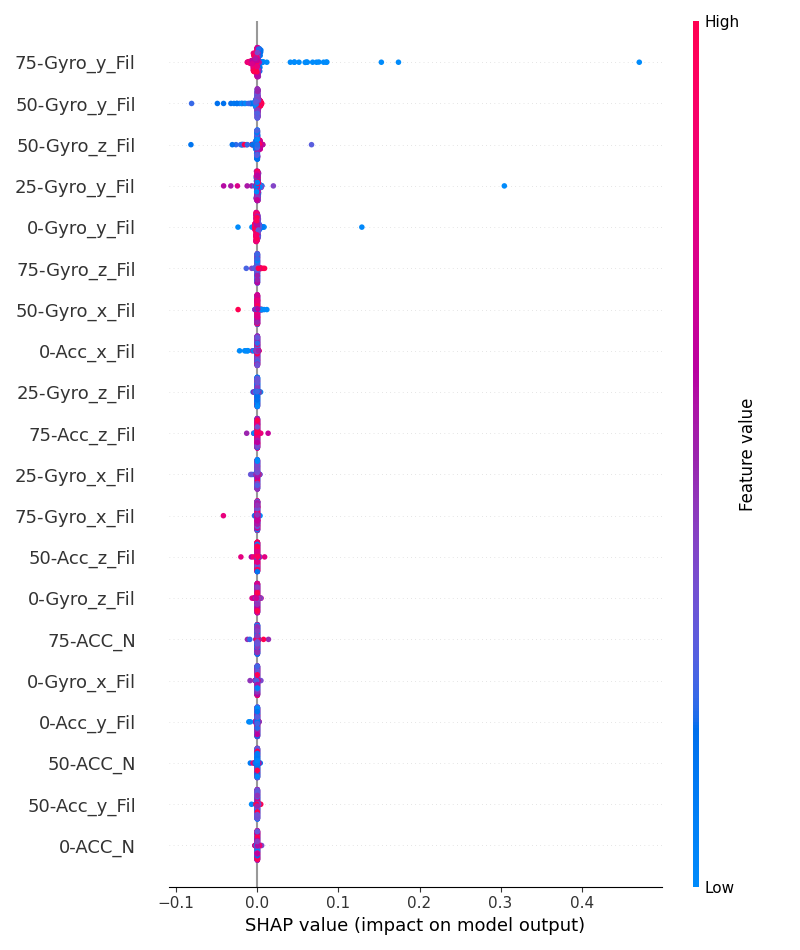 High
75-Gyro_y_Fil
50-Gyro_y_Fil
50-Gyro_z_Fil
25-Gyro_y_Fil
0-Gyro_y_Fil
75-Gyro_z_Fil
50-Gyro_x_Fil
0-Acc_x_Fil
25-Gyro_z_Fil
75-Acc_z_Fil
25-Gyro_x_Fil
75-Gyro_x_Fil
50-Acc_z_Fil
0-Gyro_z_Fil
75-ACC_N
0-Gyro_x_Fil
0-Acc_y_Fil
50-ACC_N
50-Acc_y_Fil
0-ACC_N
Feature value
Low
−0.1 0.0 0.1 0.2 0.3 0.4
SHAP value (impact on model output)